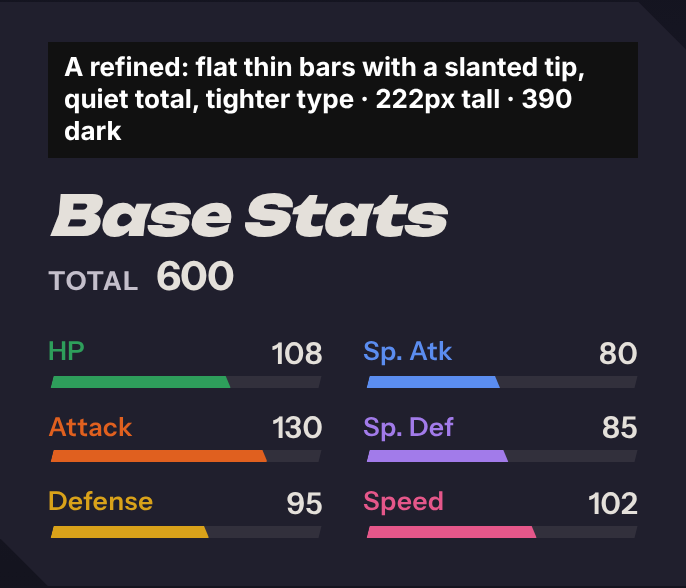 A refined: flat thin bars with a slanted tip,
quiet total, tighter type · 222px tall · 390
dark
Base Stats
TOTAL 600
HP 108
Attack 130
Defense 95
Sp. Atk 80
Sp. Def 85
Speed 102